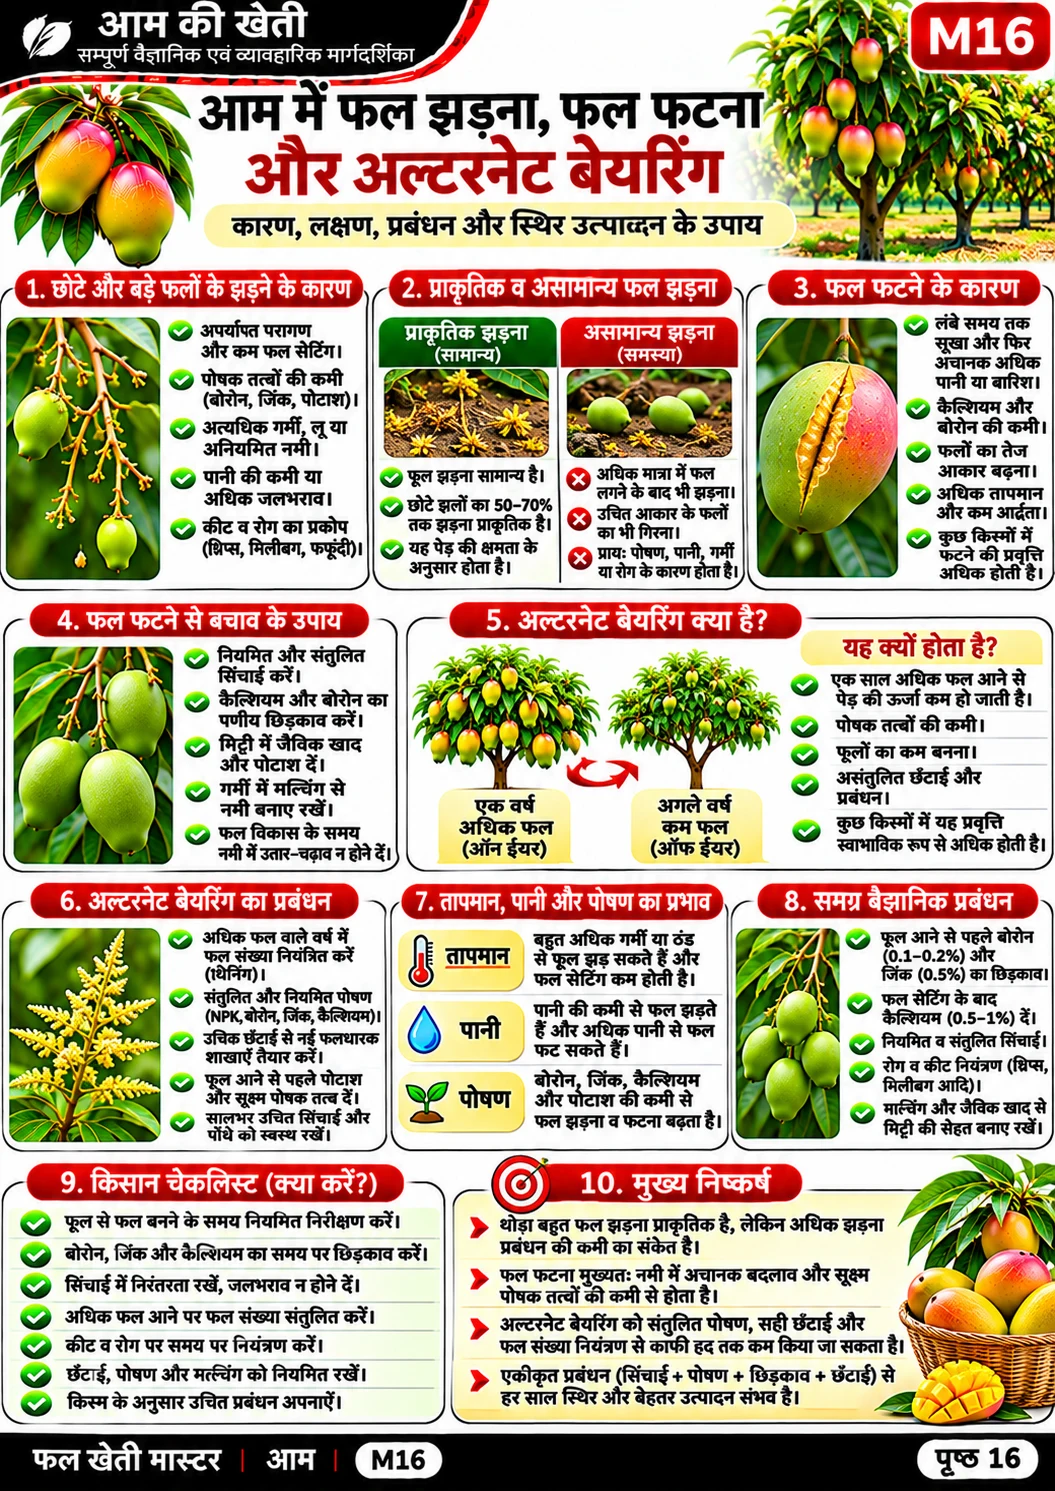 आम की खेती
सम्पूर्ण वैज्ञानिक एवं व्यावहारिक मार्गदर्शिका
M16
आम में फल झड़ना, फल फटना
और अल्टरनेट बेयरिंग
कारण, लक्षण, प्रबंधन और स्थिर उत्पादन के उपाय
1. छोटे और बड़े फलों के झड़ने के कारण
अपर्याप्त परागण
और कम फल सेटिंग।
पोषक तत्वों की कमी
(बोरोन, जिंक, पोटाश)।
अत्यधिक गर्मी, लू या
अनियमित नमी।
पानी की कमी या
अधिक जलभराव।
कीट व रोग का प्रकोप
(थ्रिप्स, मिलीबग, फफूंदी)।
2. प्राकृतिक व असामान्य फल झड़ना
प्राकृतिक झड़ना
(सामान्य)
फूल झड़ना सामान्य है।
छोटे झलों का 50-70%
तक झड़ना प्राकृतिक है।
यह पेड़ की क्षमता के
अनुसार होता है।
असामान्य झड़ना
(समस्या)
अधिक मात्रा में फल
लगने के बाद भी झड़ना।
उचित आकार के फलों
का भी गिरना।
प्रायः पोषण, पानी, गर्मी
या रोग के कारण होता है।
3. फल फटने के कारण
लंबे समय तक
सूखा और फिर
अचानक अधिक
पानी या बारिश।
कैल्शियम और
बोरोन की कमी।
फलों का तेज
आकार बढ़ना।
अधिक तापमान
और कम आर्द्रता।
कुछ किस्मों में
फटने की प्रवृत्ति
अधिक होती है।
4. फल फटने से बचाव के उपाय
नियमित और संतुलित
सिंचाई करें।
कैल्शियम और बोरोन का
पणीय छिड़काव करें।
मिट्टी में जैविक खाद
और पोटाश दें।
गर्मी में मल्चिंग से
नमी बनाए रखें।
फल विकास के समय
नमी में उतार-चढ़ाव न होने दें।
5. अल्टरनेट बेयरिंग क्या है?
एक वर्ष
अधिक फल
(ऑन ईयर)
अगले वर्ष
कम फल
(ऑफ ईयर)
यह क्यों होता है?
एक साल अधिक फल आने से
पेड़ की ऊर्जा कम हो जाती है।
पोषक तत्वों की कमी।
फूलों का कम बनना।
असंतुलित छँटाई और
प्रबंधन।
कुछ किस्मों में यह प्रवृत्ति
स्वाभाविक रूप से अधिक होती है।
6. अल्टरनेट बेयरिंग का प्रबंधन
अधिक फल वाले वर्ष में
फल संख्या नियंत्रित करें
(थिनिंग)।
संतुलित और नियमित पोषण
(NPK, बोरोन, जिंक, कैल्शियम)।
उचिक छँटाई से नई फलधारक
शाखाएँ तैयार करें।
फूल आने से पहले पोटाश
और सूक्ष्म पोषक तत्व दें।
सालभर उचित सिंचाई और
पोंधे को स्वस्थ रखें।
7. तापमान, पानी और पोषण का प्रभाव
तापमान
बहुत अधिक गर्मी या ठंड
से फूल झड़ सकते हैं और
फल सेटिंग कम होती है।
पानी
पानी की कमी से फल झड़ते
हैं और अधिक पानी से फल
फट सकते हैं।
पोषण
बोरोन, जिंक, कैल्शियम
और पोटाश की कमी से
फल झड़ना व फटना बढ़ता है।
8. समग्र बैझानिक प्रबंधन
फूल आने से पहले बोरोन
(0.1-0.2%) और
जिंक (0.5%) का छिड़काव।
फल सेटिंग के बाद
कैल्शियम (0.5-1%) दें।
नियमित व संतुलित सिंचाई।
रोग व कीट नियंत्रण (थ्रिप्स,
मिलीबग आदि)।
मल्चिंग और जैविक खाद से
मिट्टी की सेहत बनाए रखें।
9. किसान चेकलिस्ट (क्या करें?)
फूल से फल बनने के समय नियमित निरीक्षण करें।
बोरोन, जिंक और कैल्शियम का समय पर छिड़काव करें।
सिंचाई में निरंतरता रखें, जलभराव न होने दें।
अधिक फल आने पर फल संख्या संतुलित करें।
कीट व रोग पर समय पर नियंत्रण करें।
छँटाई, पोषण और मल्चिंग को नियमित रखें।
किस्म के अनुसार उचित प्रबंधन अपनाएँ।
10. मुख्य निष्कर्ष
थोड़ा बहुत फल झड़ना प्राकृतिक है, लेकिन अधिक झड़ना
प्रबंधन की कमी का संकेत है।
फल फटना मुख्यतः नमी में अचानक बदलाव और सूक्ष्म
पोषक तत्वों की कमी से होता है।
अल्टरनेट बेयरिंग को संतुलित पोषण, सही छँटाई और
फल संख्या नियंत्रण से काफी हद तक कम किया जा सकता है।
एकीकृत प्रबंधन (सिंचाई + पोषण + छिड़काव + छँटाई) से
हर साल स्थिर और बेहतर उत्पादन संभव है।
फल खेती मास्टर | आम | M16
पृष्ठ 16